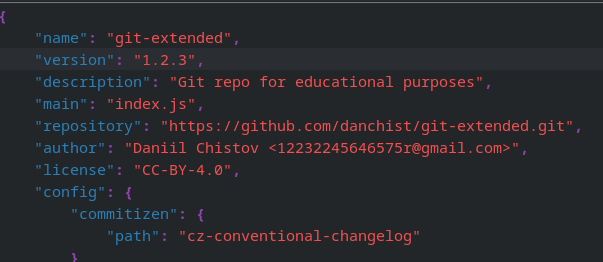 {
"name": "git-extended",
"version": "1.2.3",
"description": "Git repo for educational purposes",
"main": "index.js",
"repository": "https://github.com/danchist/git-extended.git",
"author": "Daniil Chistov <12232245646575r@gmail.com>",
"license": "CC-BY-4.0",
"config": {
"commitizen": {
"path": "cz-conventional-changelog"
}